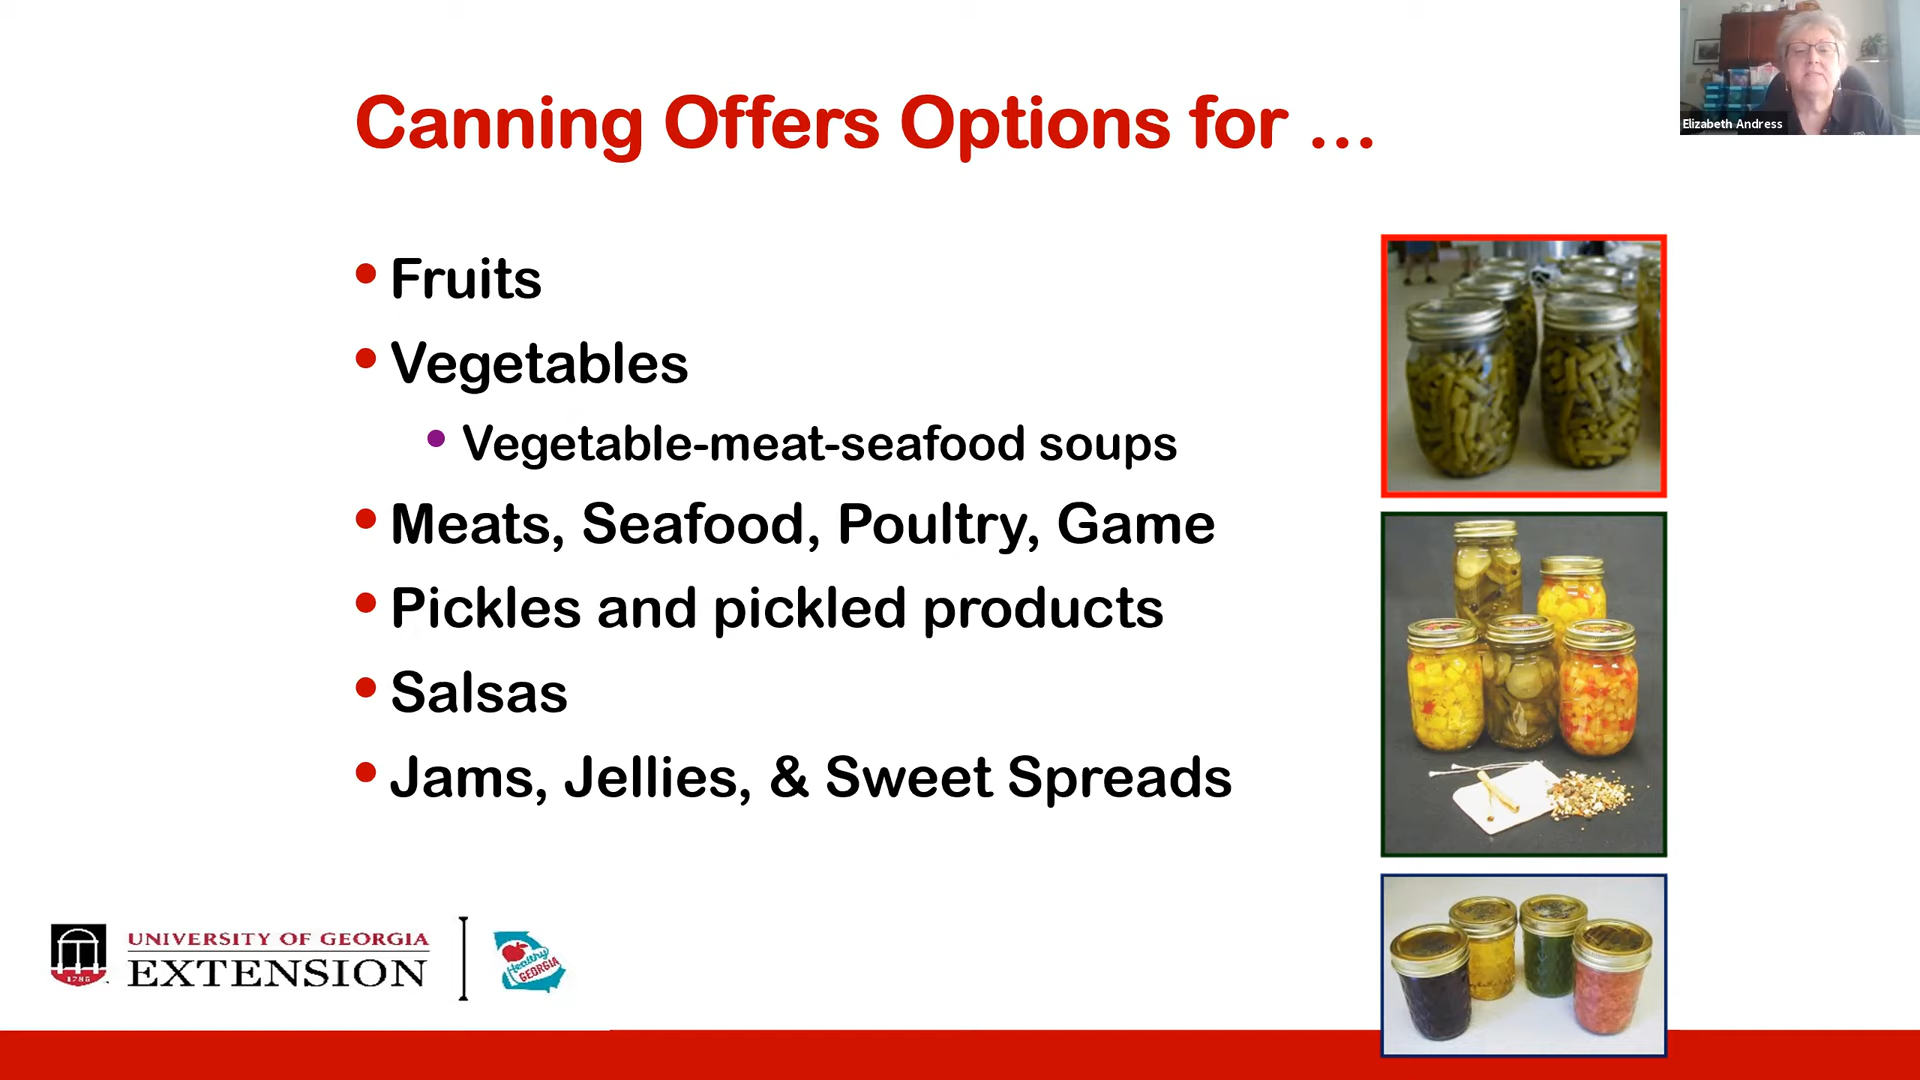 Canning Offers Options for ...
Elizabeth Andress
• Fruits
• Vegetables
• Vegetable-meat-seafood soups
• Meats, Seafood, Poultry, Game
• Pickles and pickled products
• Salsas
• Jams, Jellies, & Sweet Spreads
1785
UNIVERSITY OF GEORGIA
EXTENSION
Healthy
GEORGIA